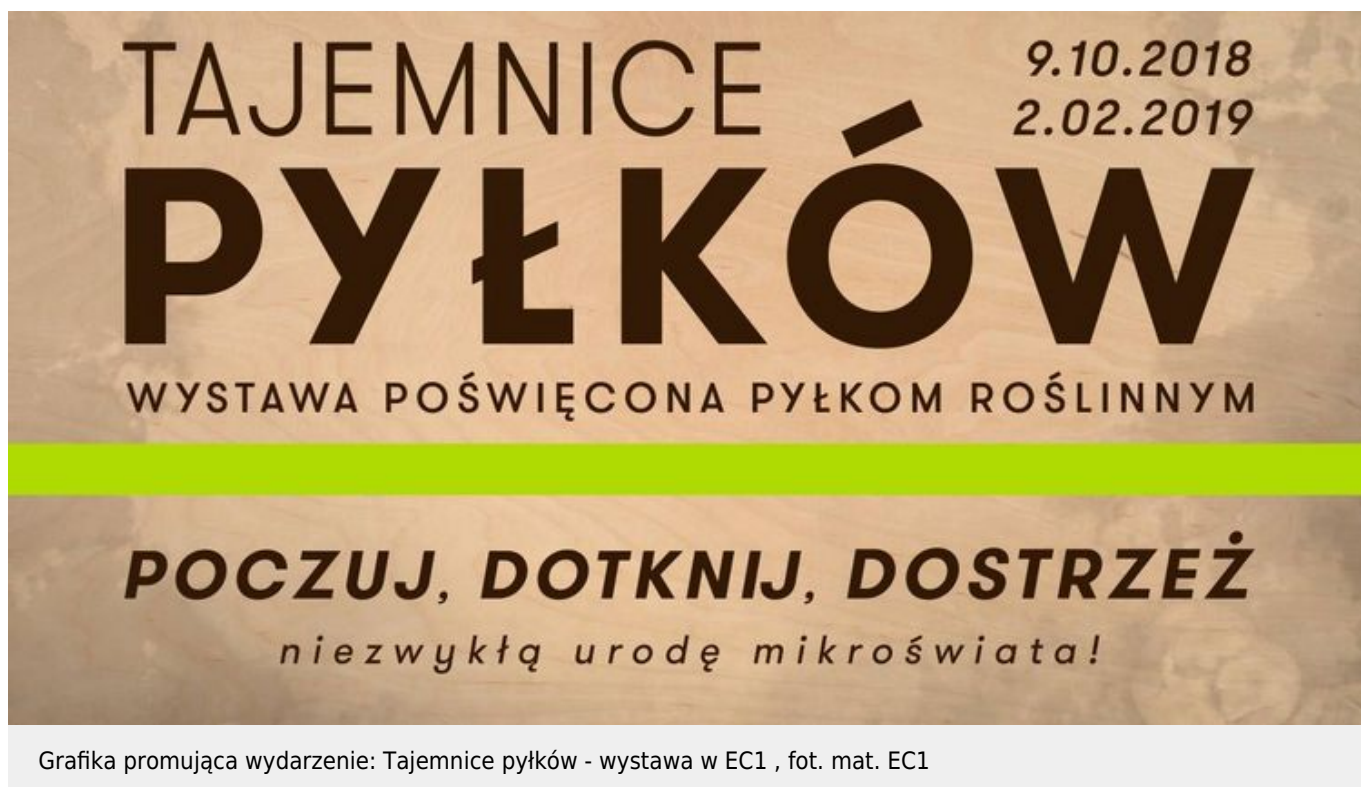 TAJEMNICE
9.10.2018
2.02.2019
PYŁKÓW
WYSTAWA POŚWIĘCONA PYŁKOM ROŚLINNYM
POCZUJ, DOTKNIJ, DOSTRZEŻ
niezwykłą urodę mikroświata!
Grafika promująca wydarzenie: Tajemnice pyłków - wystawa w EC1 , fot. mat. EC1